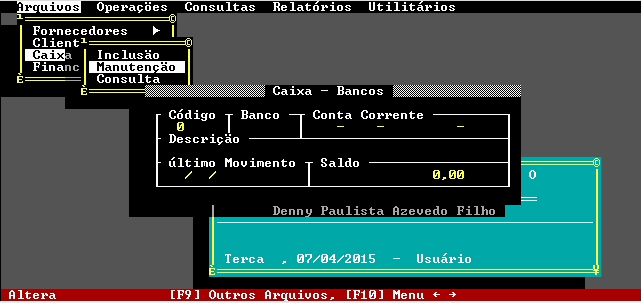 Arquivos Operações Consultas Relatórios Utilitários
Fornecedores
Client
Caixa
Financ
Inclusão
Manutenção
Consulta
Caixa - Bancos
Código Banco Conta Corrente
0 - - -
Descrição
último Movimento Saldo
/ / 0,00
O
Denny Paulista Azevedo Filho
Terca , 07/04/2015 - Usuário
Altera [F9] Outros Arquivos, [F10] Menu ← →